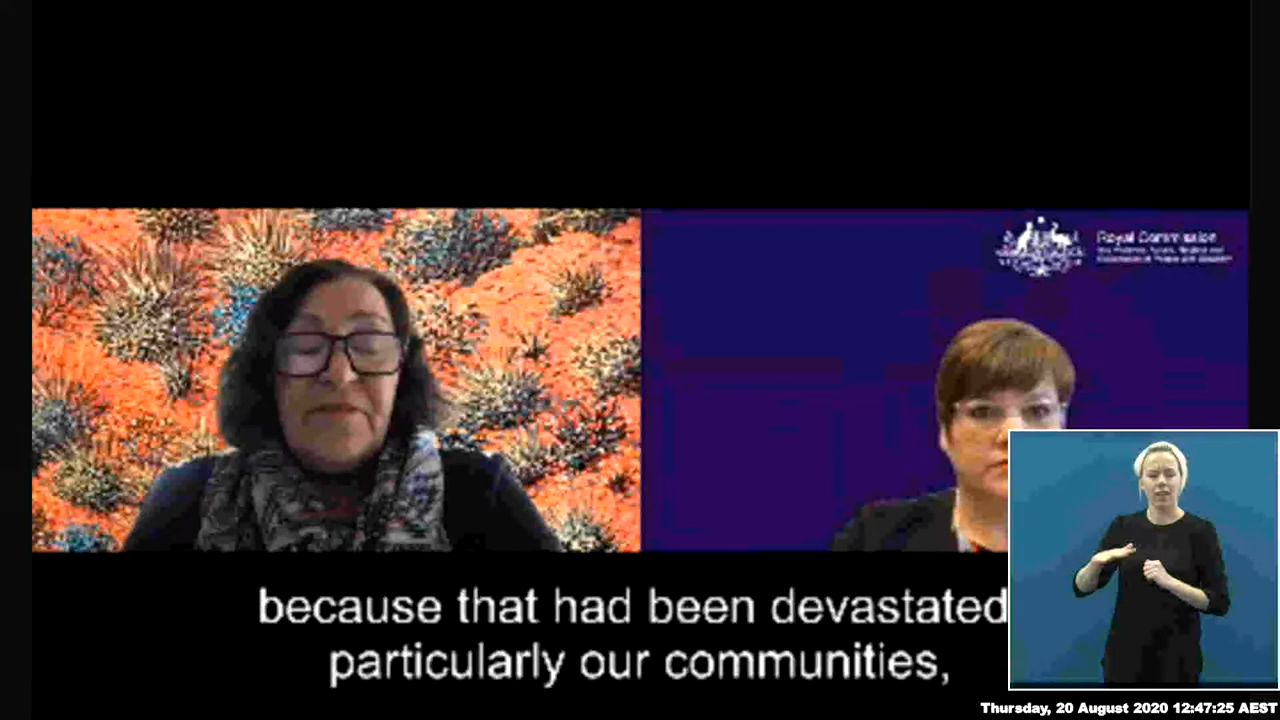 Royal Commission
because that had been devastated
particularly our communities,
Thursday, 20 August 2020 12:47:25 AEST